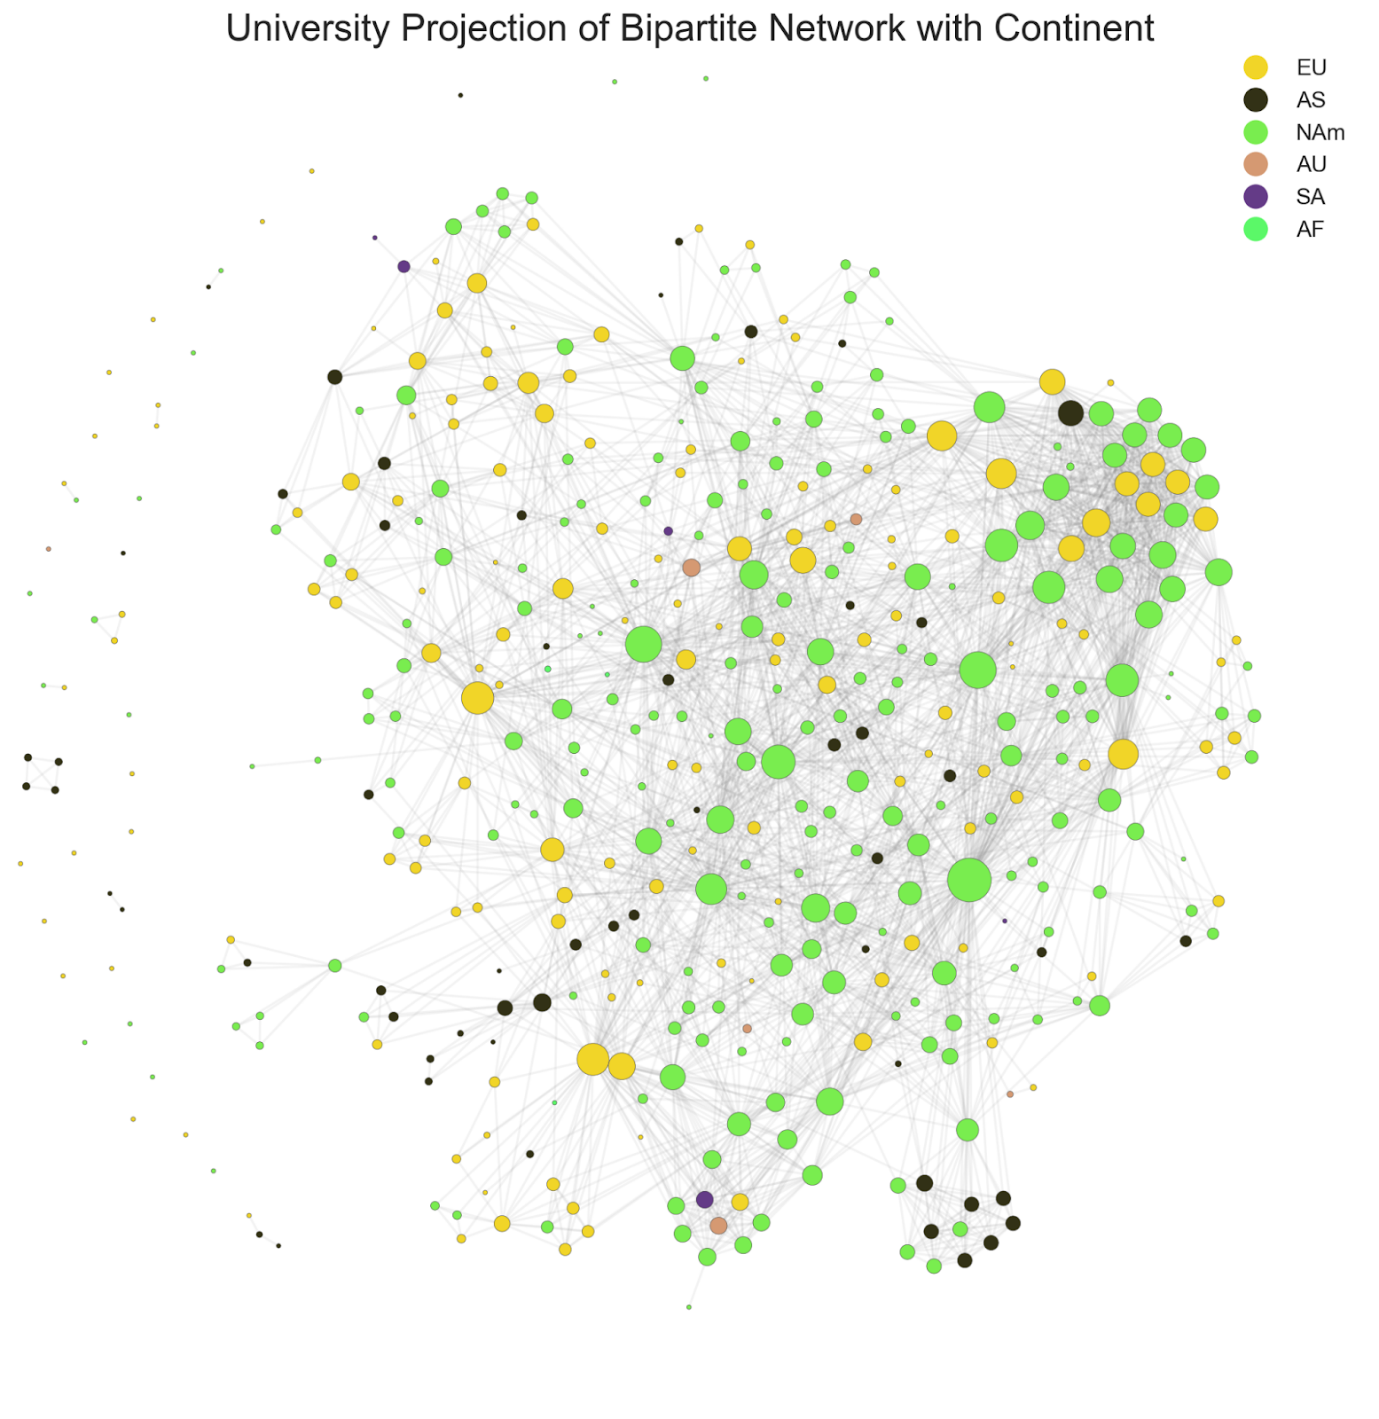 University Projection of Bipartite Network with Continent
EU
AS
NAm
AU
SA
AF